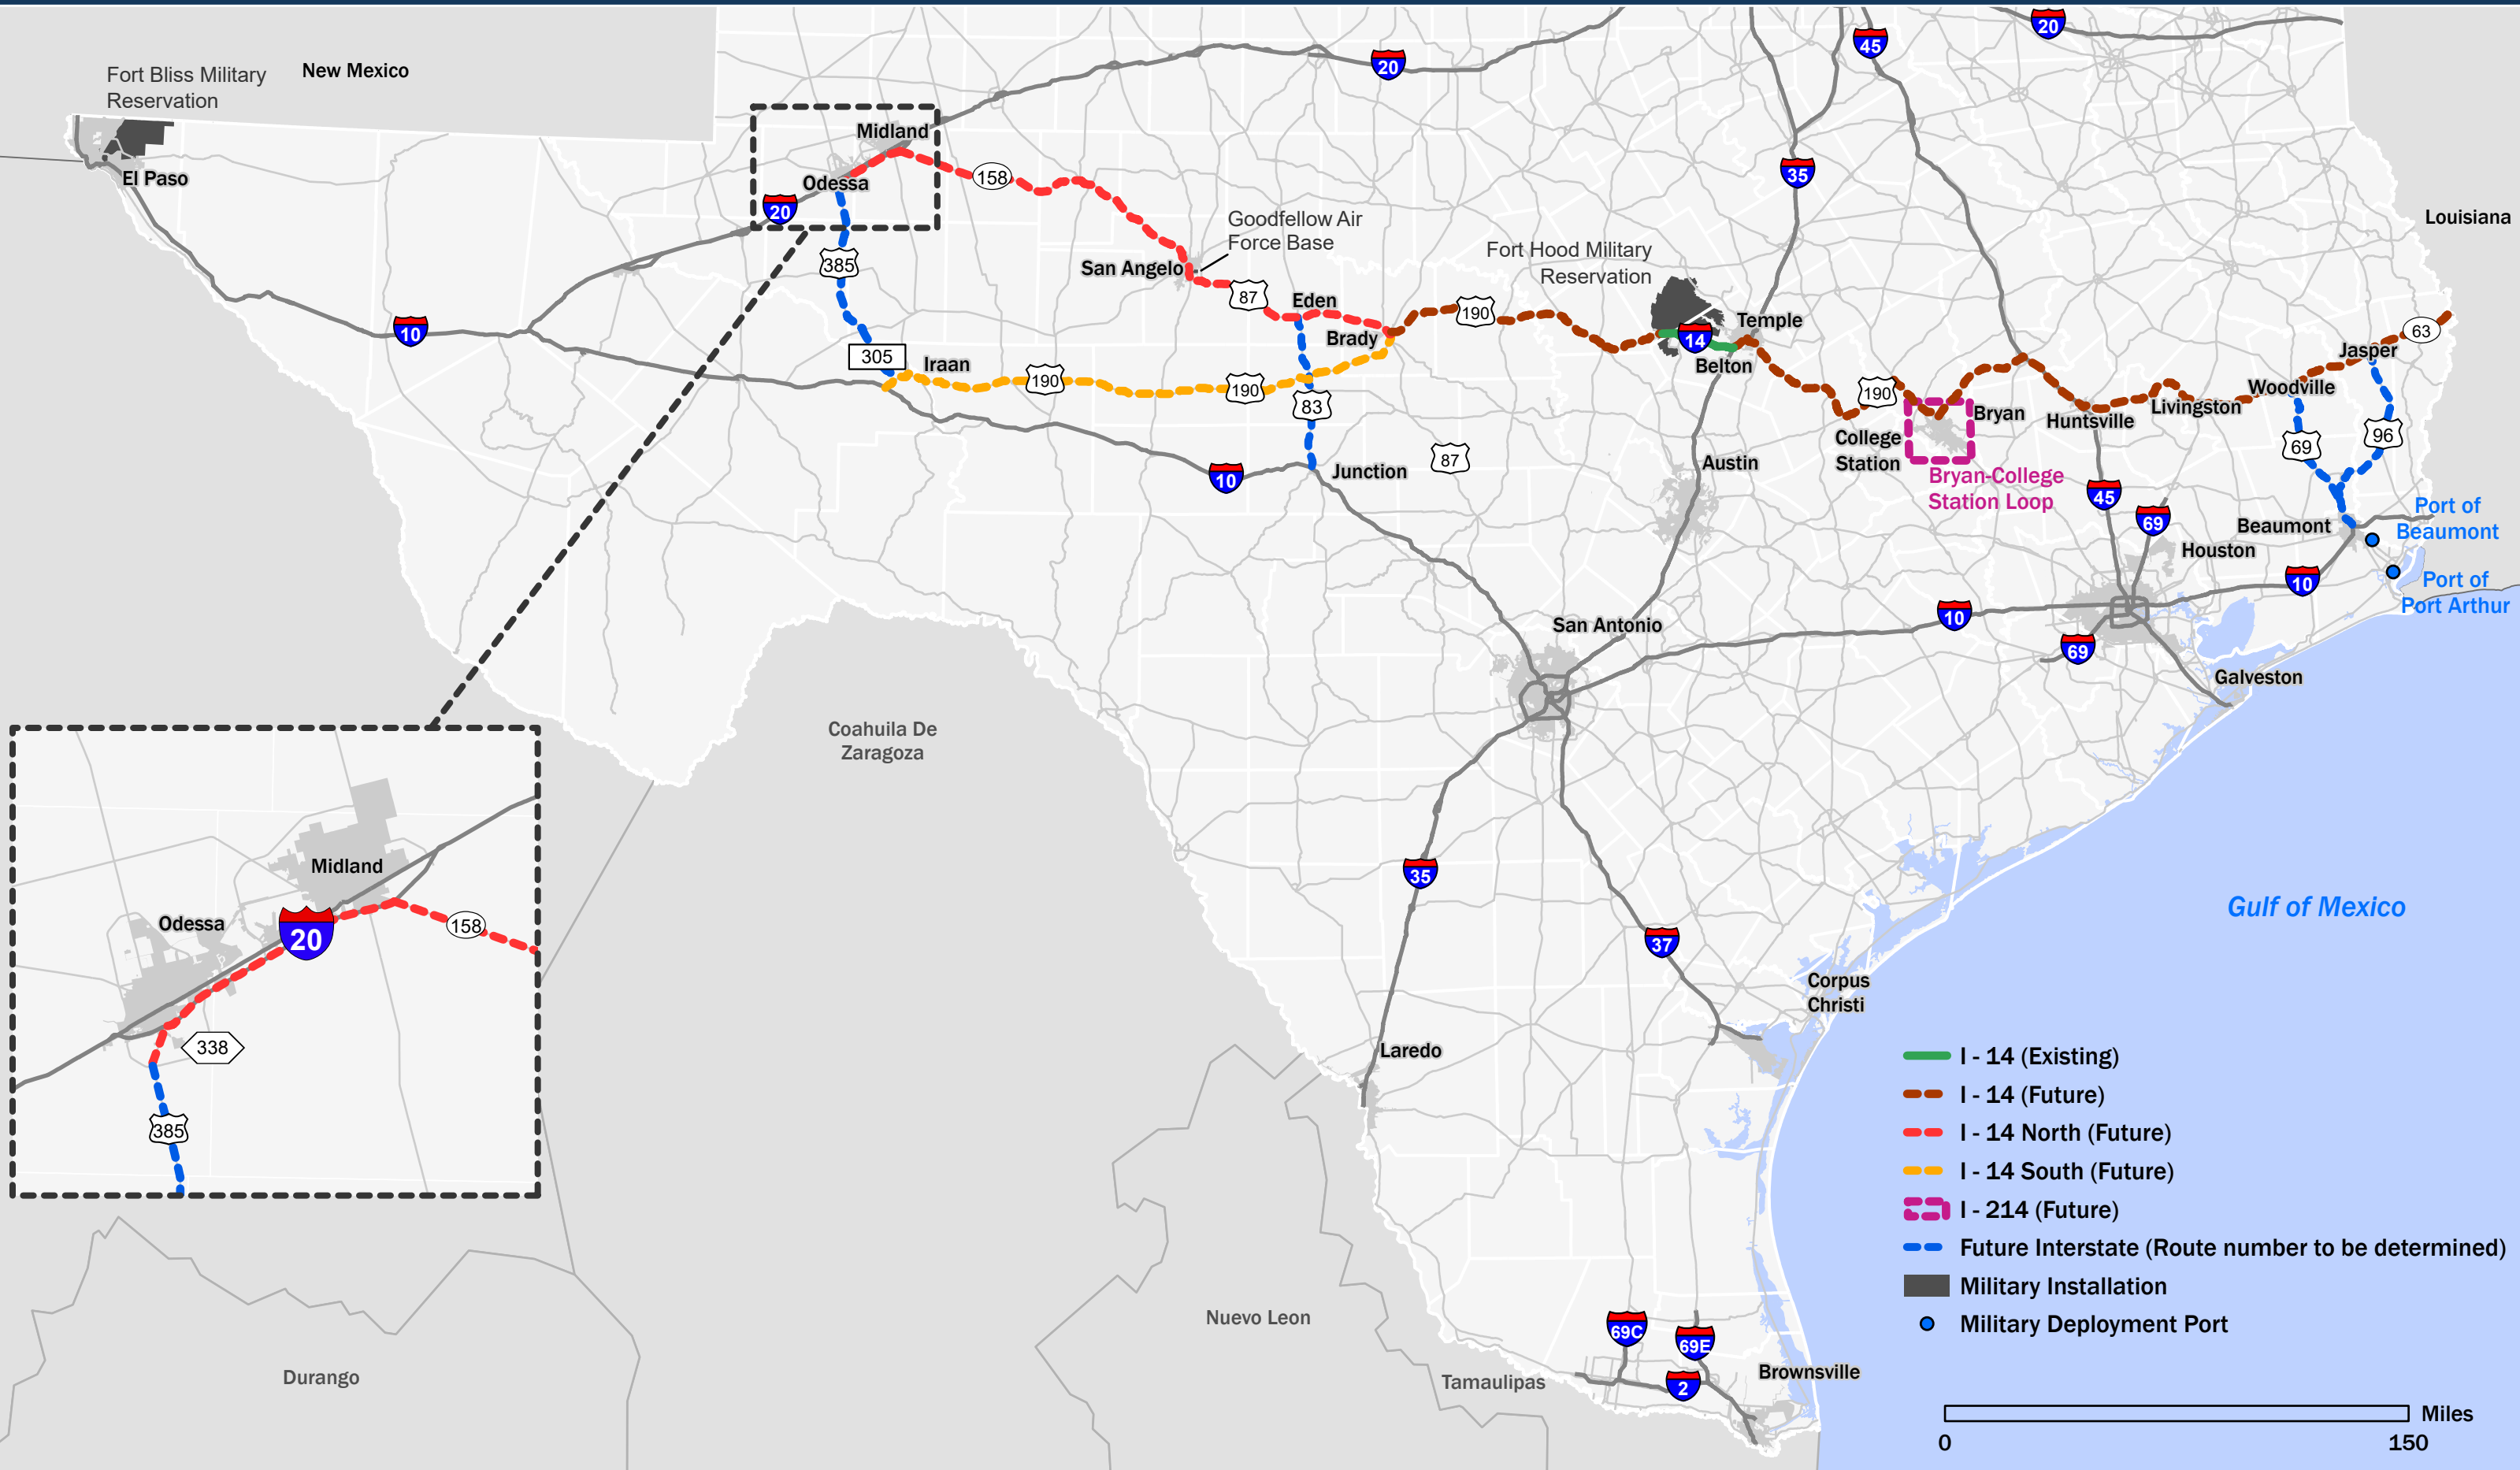 Fort Bliss Military
Reservation
New Mexico
El Paso
20
20
45
Midland
Odessa
20
158
35
Louisiana
385
Goodfellow Air
Force Base
San Angelo
Fort Hood Military
Reservation
87
Eden
190
Brady
14
Temple
Belton
63
Jasper
10
305
Iraan
190
190
83
190
Woodville
Livingston
Bryan
Huntsville
College
Station
Bryan-College
Station Loop
69
96
10
Junction
87
Austin
45
69
Houston
Beaumont
Port of
Beaumont
10
Port of
Port Arthur
San Antonio
10
69
Galveston
Coahuila De
Zaragoza
Midland
Odessa
20
158
338
385
35
37
Gulf of Mexico
Corpus
Christi
Laredo
I - 14 (Existing)
I - 14 (Future)
I - 14 North (Future)
I - 14 South (Future)
I - 214 (Future)
Future Interstate (Route number to be determined)
Military Installation
Military Deployment Port
Nuevo Leon
Durango
Tamaulipas
69C
69E
2
Brownsville
Miles
0
150